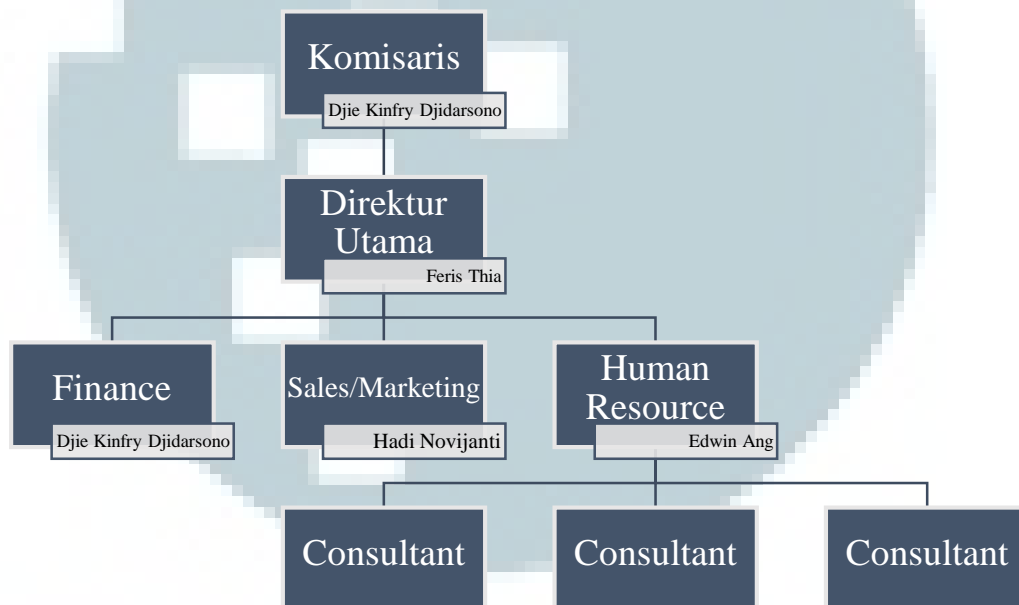 Komisaris
Djie Kinfry Djidarsono
Direktur
Utama
Feris Thia
Finance
Djie Kinfry Djidarsono
Sales/Marketing
Hadi Novijanti
Human
Resource
Edwin Ang
Consultant
Consultant
Consultant